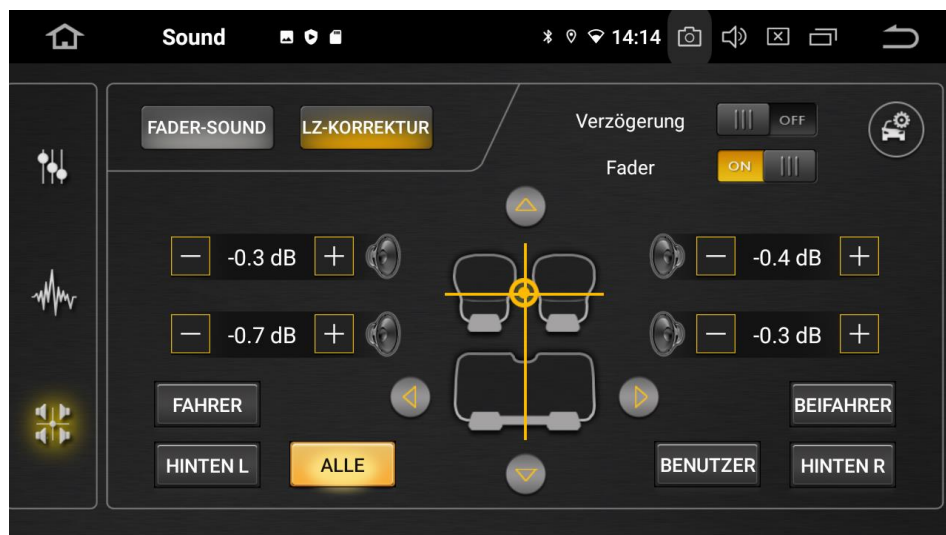 Sound 14:14
FADER-SOUND LZ-KORREKTUR Verzögerung OFF
Fader ON
-0.3 dB -0.4 dB
-0.7 dB -0.3 dB
FAHRER BEIFAHRER
HINTEN L ALLE BENUTZER HINTEN R